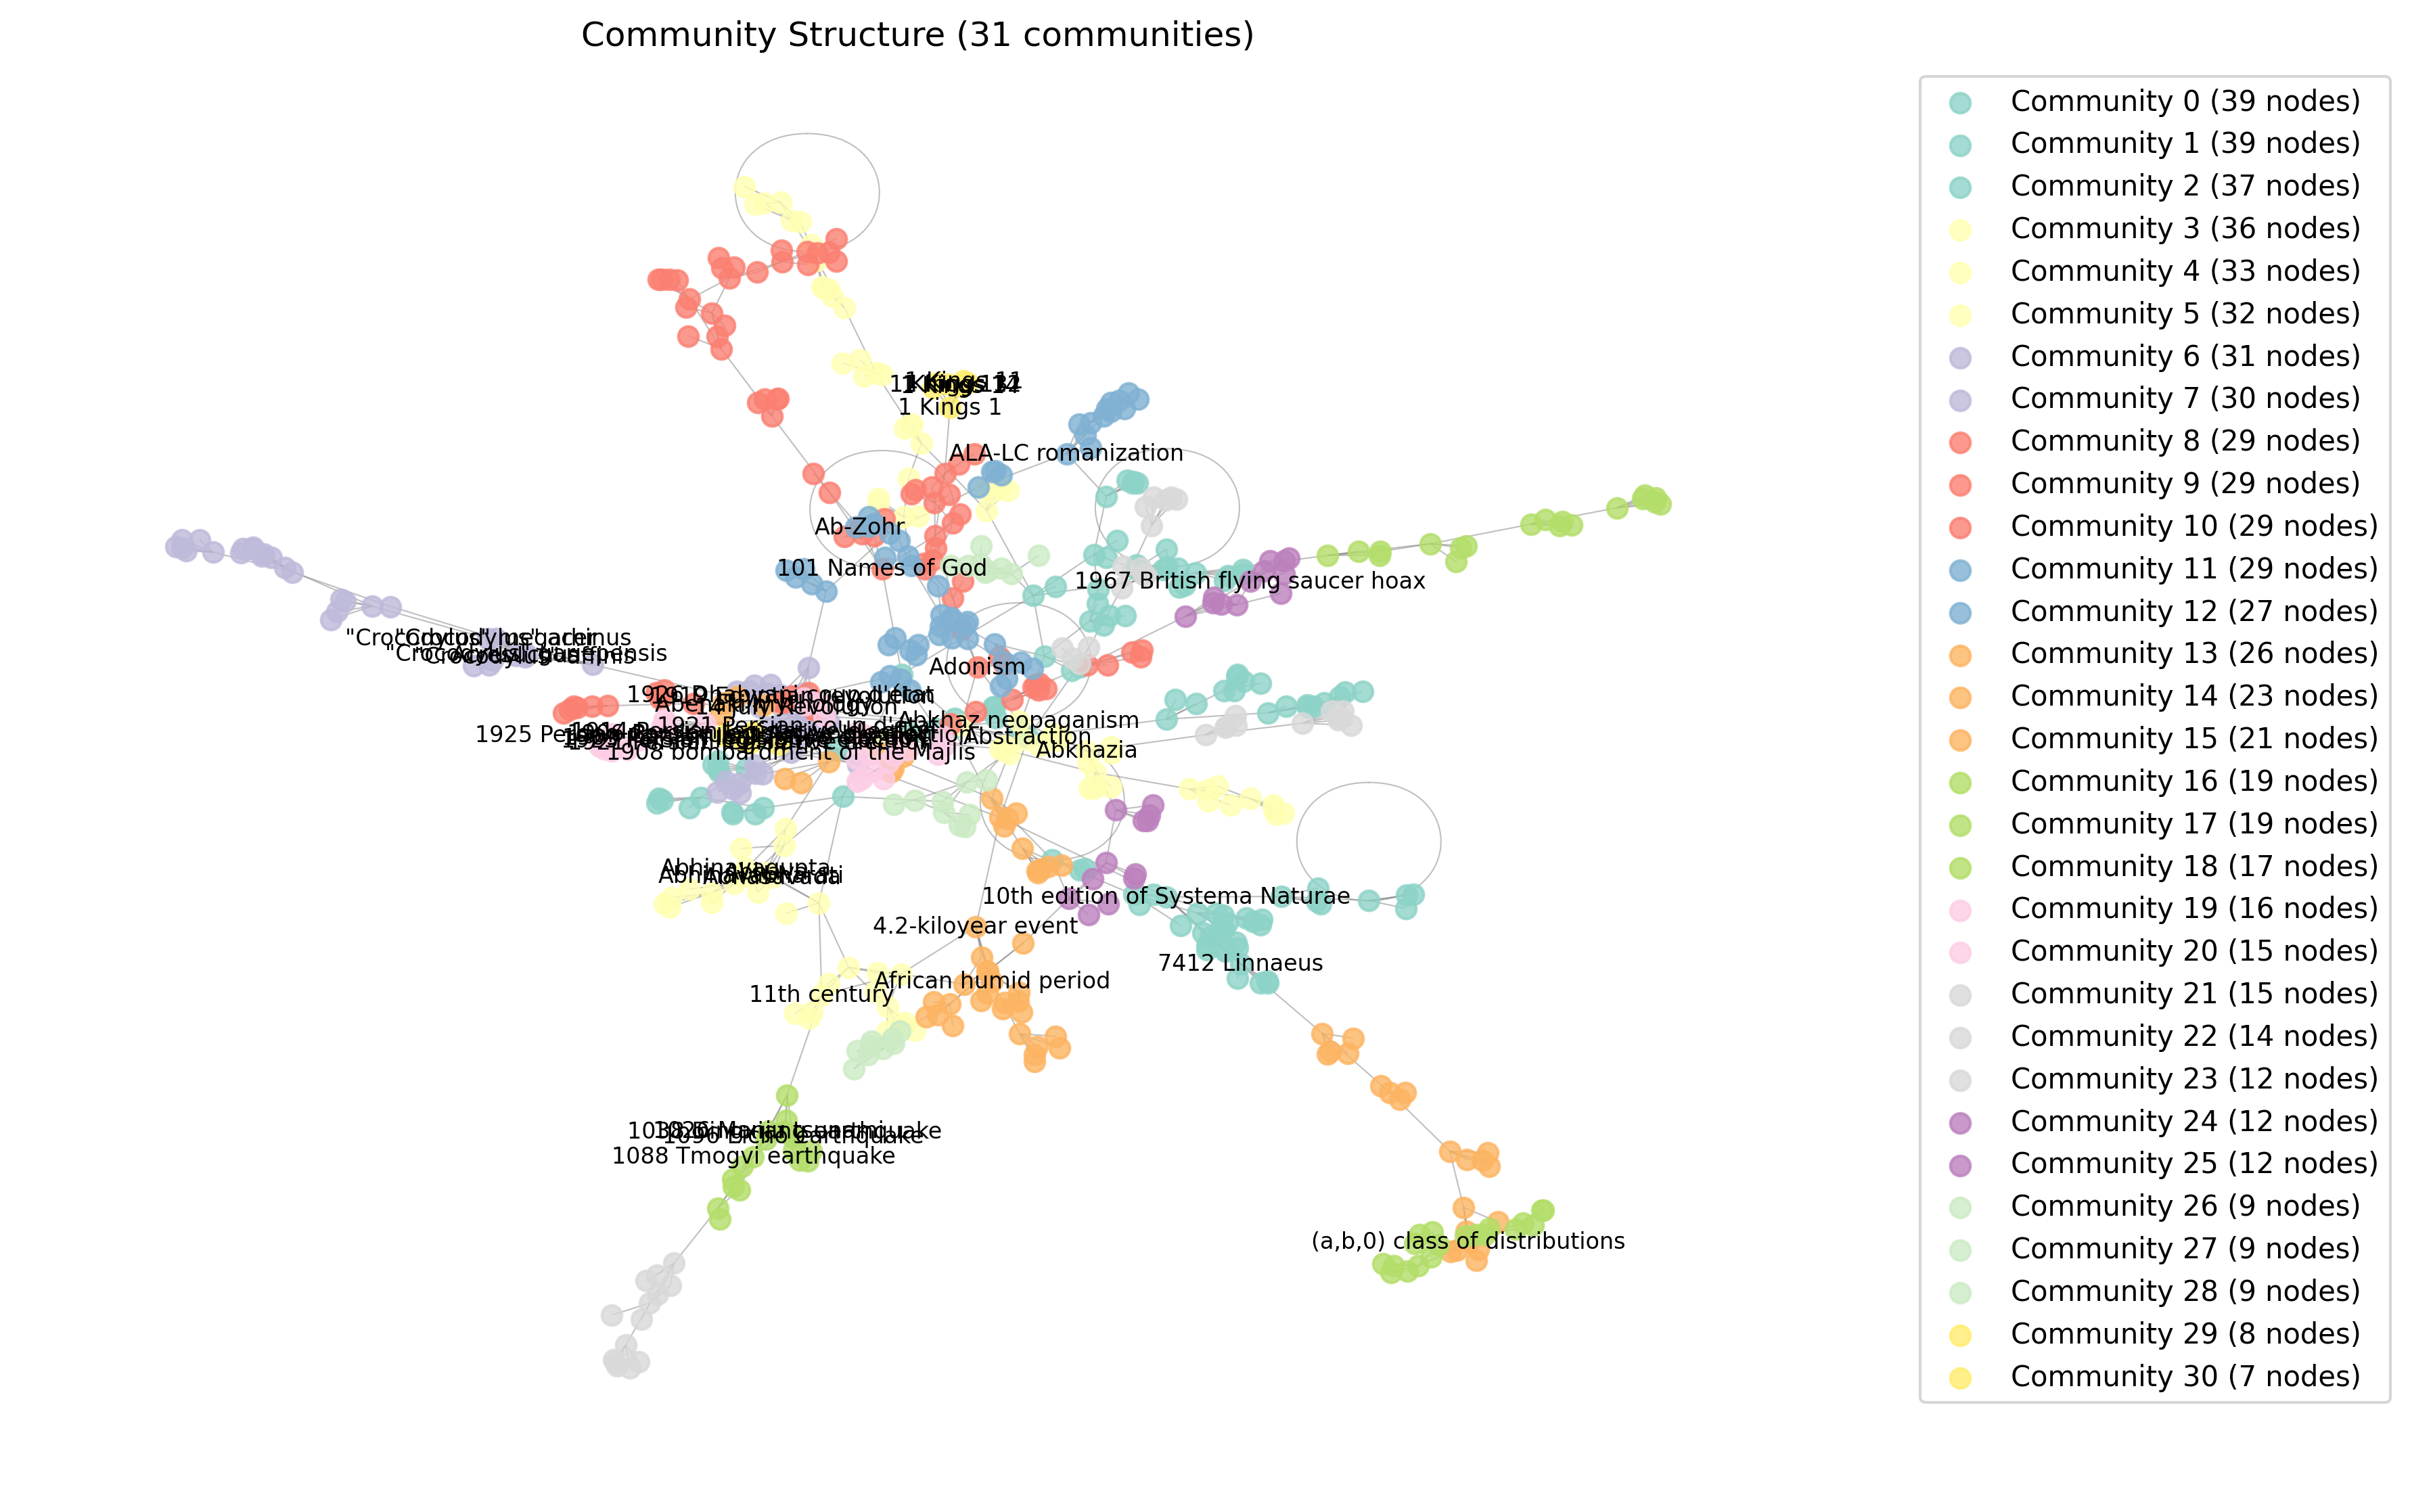 Community Structure (31 communities)
Community 0 (39 nodes)
Community 1 (39 nodes)
Community 2 (37 nodes)
Community 3 (36 nodes)
Community 4 (33 nodes)
Community 5 (32 nodes)
Community 6 (31 nodes)
Community 7 (30 nodes)
Community 8 (29 nodes)
Community 9 (29 nodes)
Community 10 (29 nodes)
Community 11 (29 nodes)
Community 12 (27 nodes)
Community 13 (26 nodes)
Community 14 (23 nodes)
Community 15 (21 nodes)
Community 16 (19 nodes)
Community 17 (19 nodes)
Community 18 (17 nodes)
Community 19 (16 nodes)
Community 20 (15 nodes)
Community 21 (15 nodes)
Community 22 (14 nodes)
Community 23 (12 nodes)
Community 24 (12 nodes)
Community 25 (12 nodes)
Community 26 (9 nodes)
Community 27 (9 nodes)
Community 28 (9 nodes)
Community 29 (8 nodes)
Community 30 (7 nodes)
1 Kings 1
ALA-LC romanization
Ab-Zohr
101 Names of God
1967 British flying saucer hoax
Adonism
Abkhaz neopaganism
Abstraction
Abkhazia
1908 bombardment of the Majlis
Abhinavagupta
10th edition of Systema Naturae
4.2-kiloyear event
7412 Linnaeus
African humid period
11th century
1088 Tmogvi earthquake
(a,b,0) class of distributions